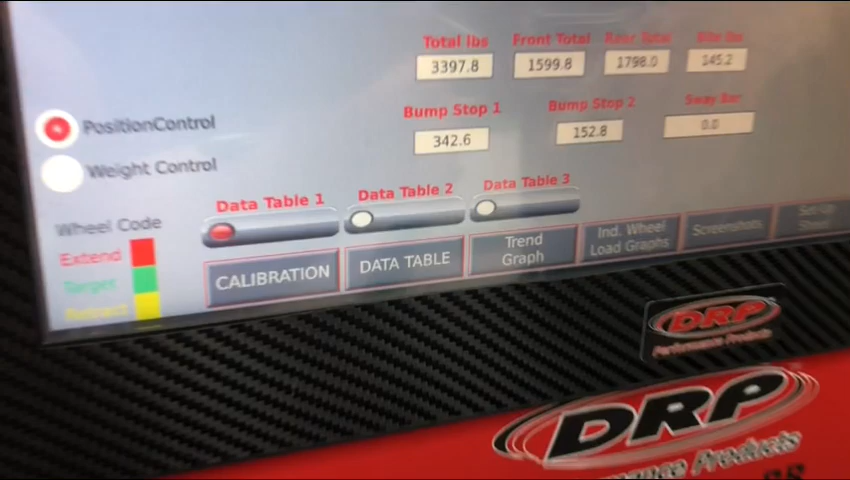 Total lbs Front Total Rear Total Bite lbs
3397.8 1599.8 1798.0 145.2
Bump Stop 1 Bump Stop 2 Sway Bar
342.6 152.8 0.0
PositionControl
Weight Control
Data Table 1 Data Table 2 Data Table 3
Wheel Code
Extend
Target
Retract
CALIBRATION DATA TABLE Trend Graph Ind. Wheel Load Graphs Screenshots
DRP
Performance Products
DRP
mance Products